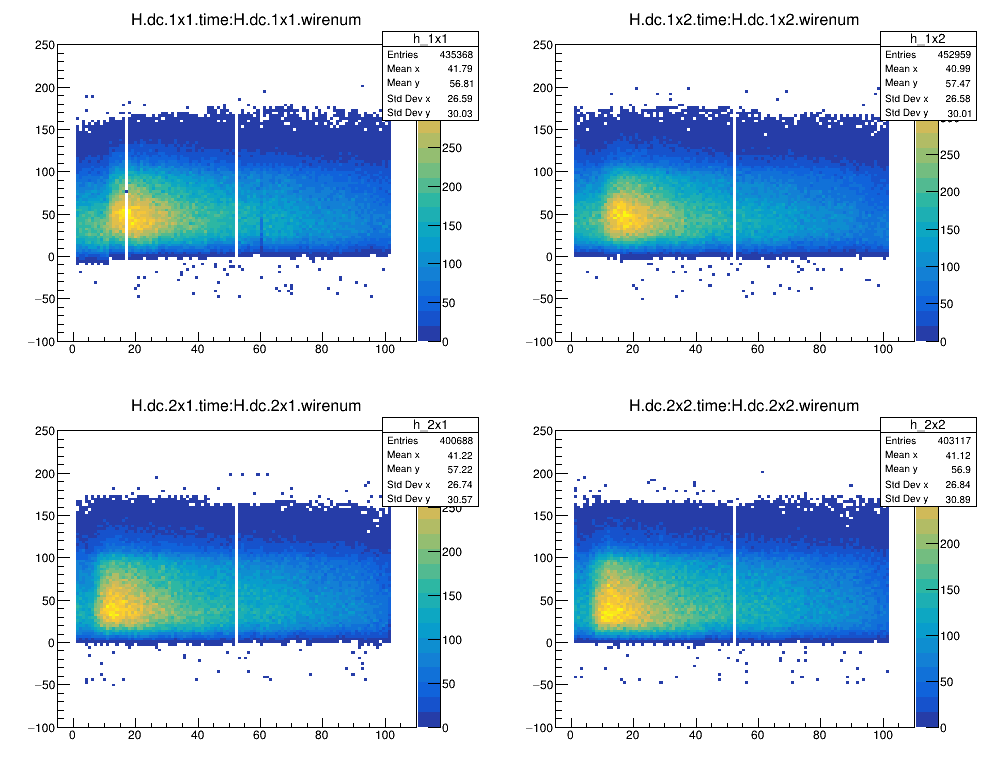 H.dc.1x1.time:H.dc.1x1.wirenum
h_1x1
Entries 435368
Mean x 41.79
Mean y 56.81
Std Dev x 26.59
Std Dev y 30.03
250
200
150
100
50
0
−50
−100
0 20 40 60 80 100
250
200
150
100
50
0
H.dc.1x2.time:H.dc.1x2.wirenum
h_1x2
Entries 452959
Mean x 40.99
Mean y 57.47
Std Dev x 26.58
Std Dev y 30.01
250
200
150
100
50
0
−50
−100
0 20 40 60 80 100
250
200
150
100
50
0
H.dc.2x1.time:H.dc.2x1.wirenum
h_2x1
Entries 400688
Mean x 41.22
Mean y 57.22
Std Dev x 26.74
Std Dev y 30.57
250
200
150
100
50
0
−50
−100
0 20 40 60 80 100
250
200
150
100
50
0
H.dc.2x2.time:H.dc.2x2.wirenum
h_2x2
Entries 403117
Mean x 41.12
Mean y 56.9
Std Dev x 26.84
Std Dev y 30.89
250
200
150
100
50
0
−50
−100
0 20 40 60 80 100
200
150
100
50
0